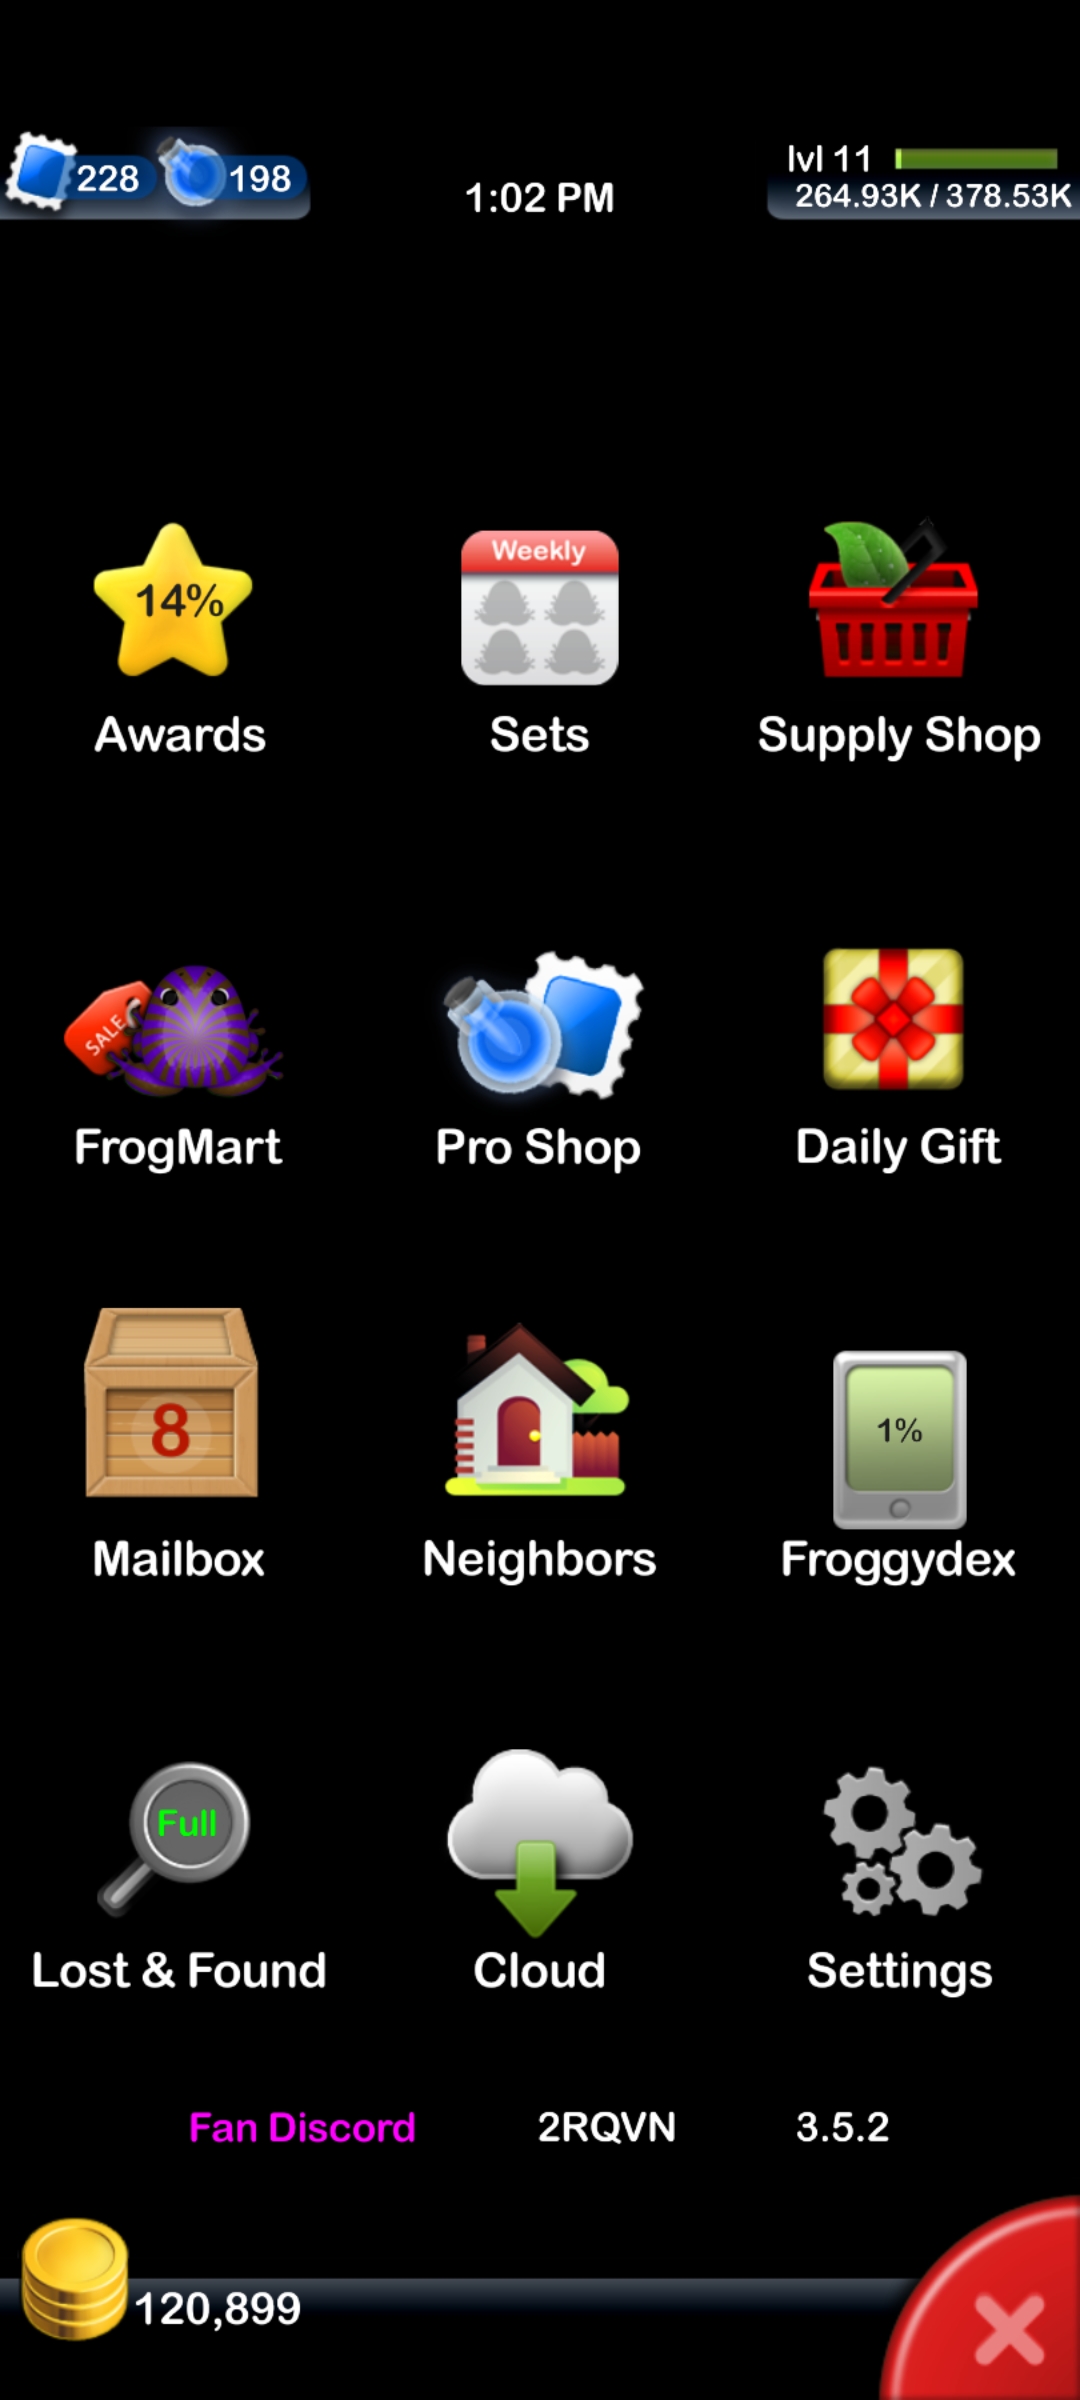 228
198
1:02 PM
lvl 11
264.93K / 378.53K
14%
Weekly
Awards
Sets
Supply Shop
SALE
FrogMart
Pro Shop
Daily Gift
8
1%
Mailbox
Neighbors
Froggydex
Full
Lost & Found
Cloud
Settings
Fan Discord
2RQVN
3.5.2
120,899